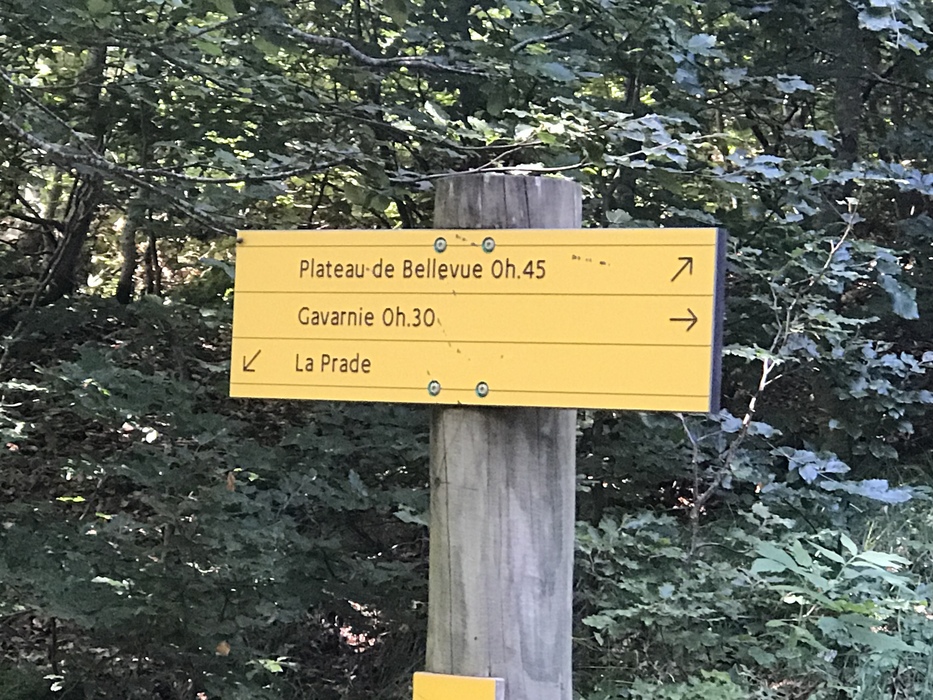 Plateau de Bellevue 0h.45
Gavarnie 0h.30
La Prade